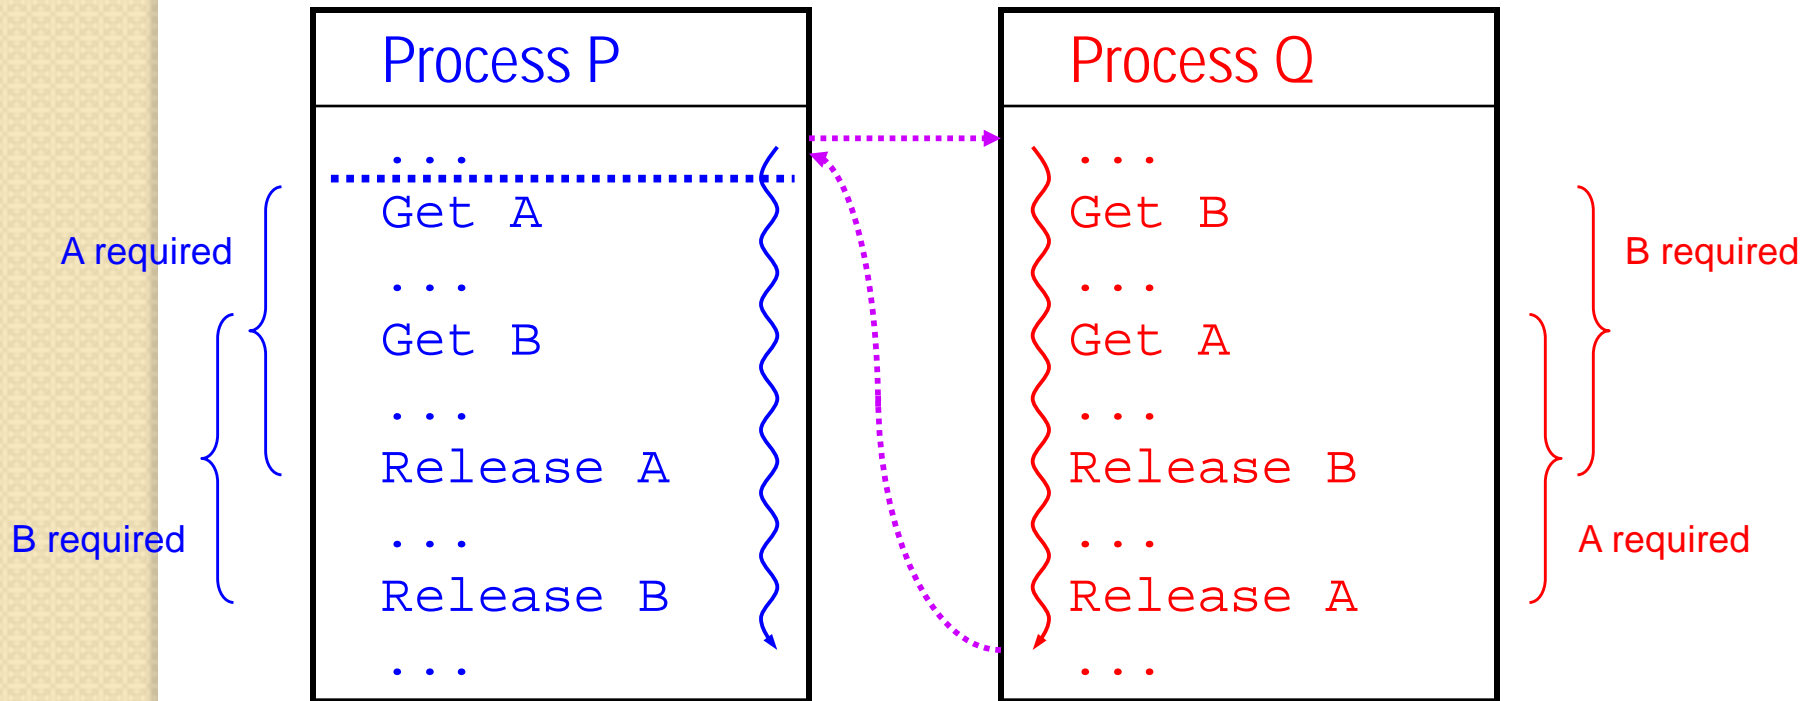 Process P
...
Get A
...
Get B
...
Release A
...
Release B
...
A required
B required
Process Q
...
Get B
...
Get A
...
Release B
...
Release A
...
B required
A required